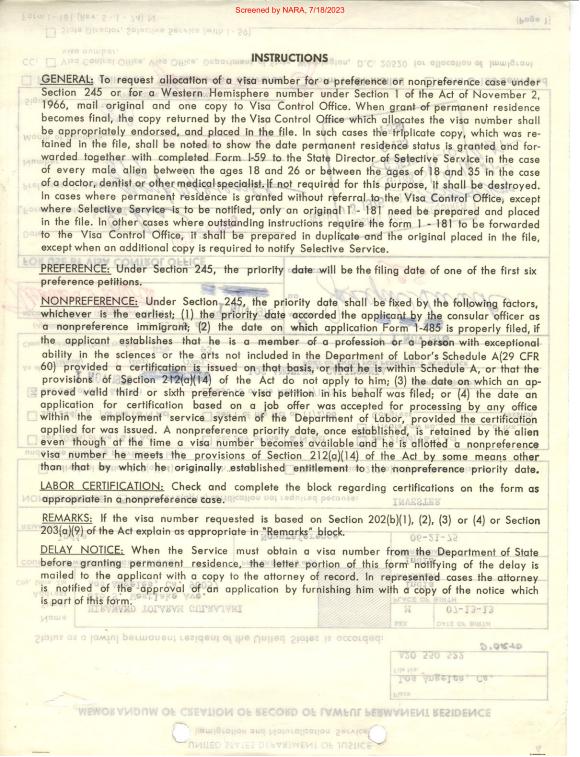 Screened by NARA, 7/18/2023
INSTRUCTIONS
GENERAL: To request allocation of a visa number for a preference or nonpreference case under
Section 245 or for a Western Hemisphere number under Section 1 of the Act of November 2,
1966, mail original and one copy to Visa Control Office. When grant of permanent residence
becomes final, the copy returned by the Visa Control Office which allocates the visa number shall
be appropriately endorsed, and placed in the file. In such cases the triplicate copy, which was re-
tained in the file, shall be noted to show the date permanent resident status is granted and for-
warded together with completed Form I-59 to the State Director of Selective Service in the case
of every male alien between the ages 18 and 26 or between the ages of 18 and 35 in the case
of a doctor, dentist or other medical specialist. If not required for this purpose, it shall be destroyed.
In cases where permanent residence is granted without referral to the Visa Control Office, except
where Selective Service is to be notified, only an original I - 181 need be prepared and placed
in the file. In other cases where outstanding instructions require the form I - 181 to be forwarded
to the Visa Control Office, it shall be prepared in duplicate and the original placed in the file,
except when an additional copy is required to notify Selective Service.
PREFERENCE: Under Section 245, the priority date will be the filing date of one of the first six
preference petitions.
NONPREFERENCE: Under Section 245, the priority date shall be fixed by the following factors,
whichever is the earliest; (1) the priority date accorded the applicant by the consular officer as
a nonpreference immigrant; (2) the date on which application Form I-485 is properly filed, if
the applicant establishes that he is a member of a profession or a person with exceptional
ability in the sciences or the arts not included in the Department of Labor's Schedule A(29 CFR
60) provided a certification is issued on that basis, or that he is within Schedule A, or that the
provisions of Section 212(a)(14) of the Act do not apply to him; (3) the date on which an ap-
proved valid third or sixth preference visa petition in his behalf was filed; or (4) the date an
application for certification based on a job offer was accepted for processing by any office
within the employment service system of the Department of Labor, provided the certification
applied for was issued. A nonpreference priority date, once established, is retained by the alien
even though at the time a visa number becomes available and he is allotted a nonpreference
visa number he meets the provisions of Section 212(a)(14) of the Act by some means other
than that by which he originally established entitlement to the nonpreference priority date.
LABOR CERTIFICATION: Check and complete the block regarding certifications on the form as
appropriate in a nonpreference case.
REMARKS: If the visa number requested is based on Section 202(b)(1), (2), (3) or (4) or Section
203(a)(9) of the Act explain as appropriate in "Remarks" block.
DELAY NOTICE: When the Service must obtain a visa number from the Department of State
before granting permanent residence, the letter portion of this form notifying of the delay is
mailed to the applicant with a copy to the attorney of record. In represented cases the attorney
is notified of the approval of an application by furnishing him with a copy of the notice which
is part of this form.